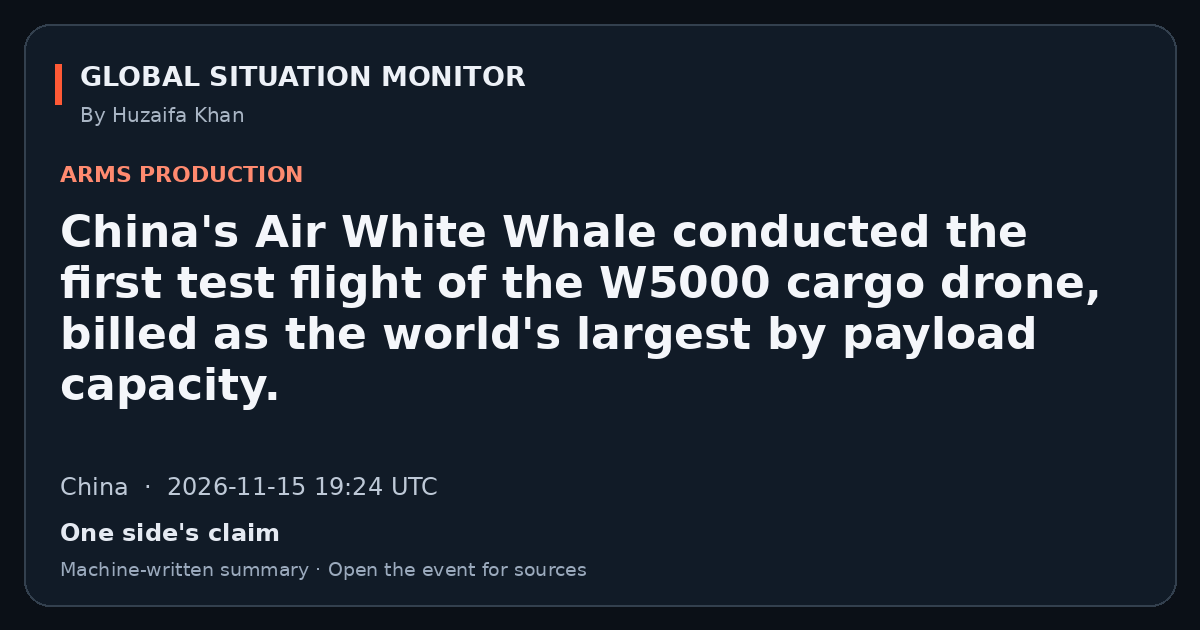 GLOBAL SITUATION MONITOR
By Huzaifa Khan
ARMS PRODUCTION
China's Air White Whale conducted the
first test flight of the W5000 cargo drone,
billed as the world's largest by payload
capacity.
China · 2026-11-15 19:24 UTC
One side's claim
Machine-written summary · Open the event for sources